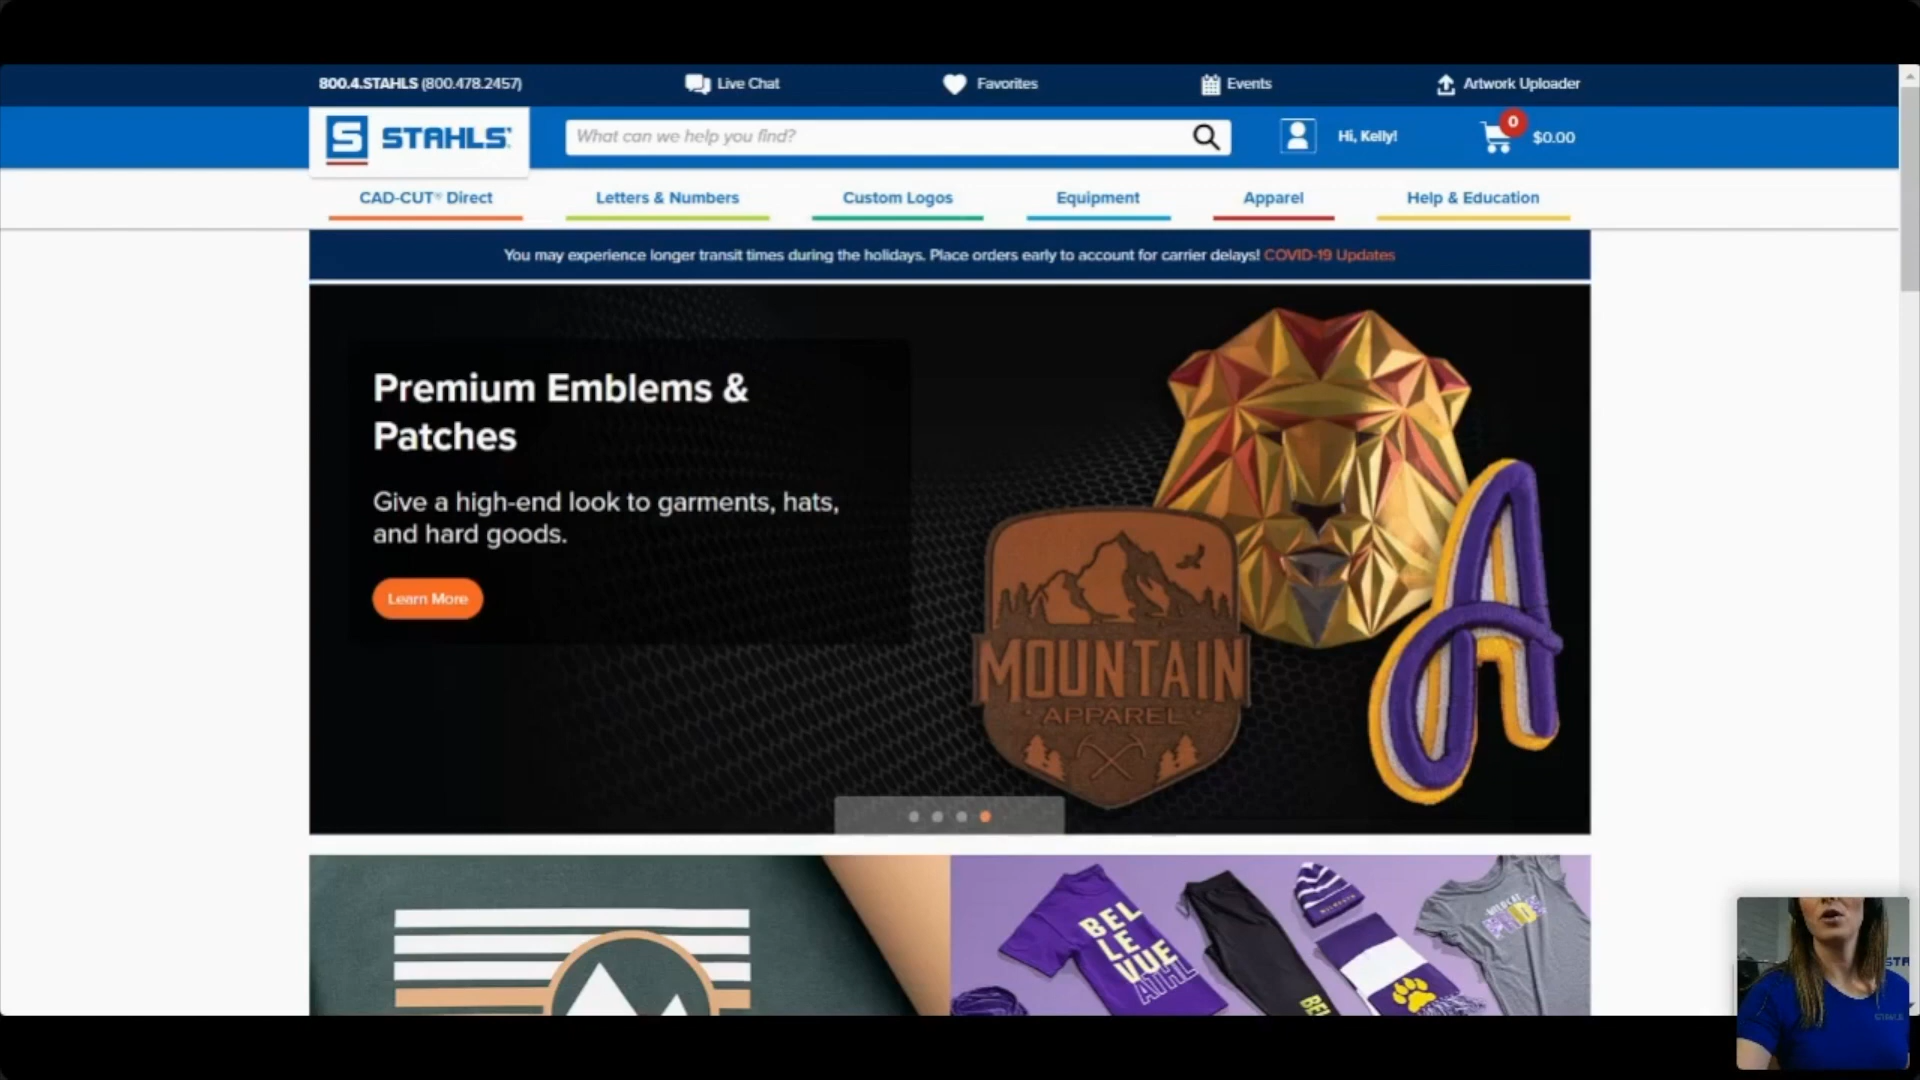 800.4.STAHLS (800.478.2457)
Live Chat
Favorites
Events
Artwork Uploader
S STAHLS'
What can we help you find?
Hi, Kelly!
0
$0.00
CAD-CUT® Direct
Letters & Numbers
Custom Logos
Equipment
Apparel
Help & Education
You may experience longer transit times during the holidays. Place orders early to account for carrier delays! COVID-19 Updates
Premium Emblems &
Patches
Give a high-end look to garments, hats,
and hard goods.
Learn More
MOUNTAIN
APPAREL
A
BEL
LE
VUE
ATHL